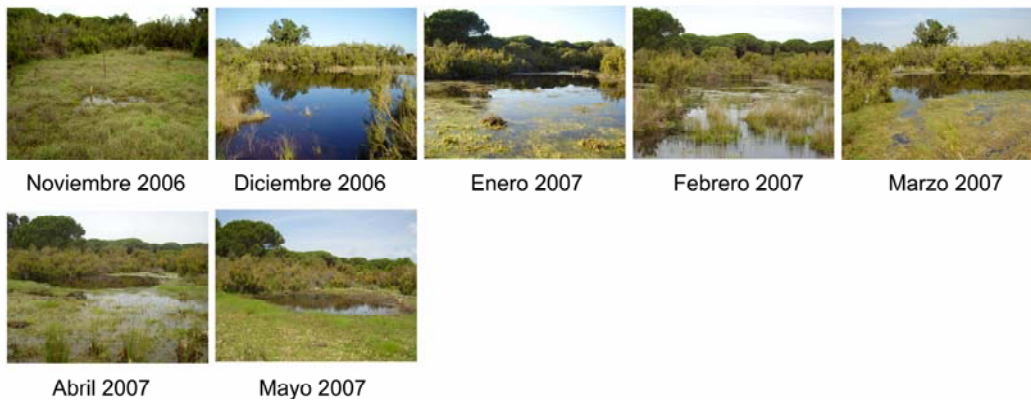 Noviembre 2006
Diciembre 2006
Enero 2007
Febrero 2007
Marzo 2007
Abril 2007
Mayo 2007